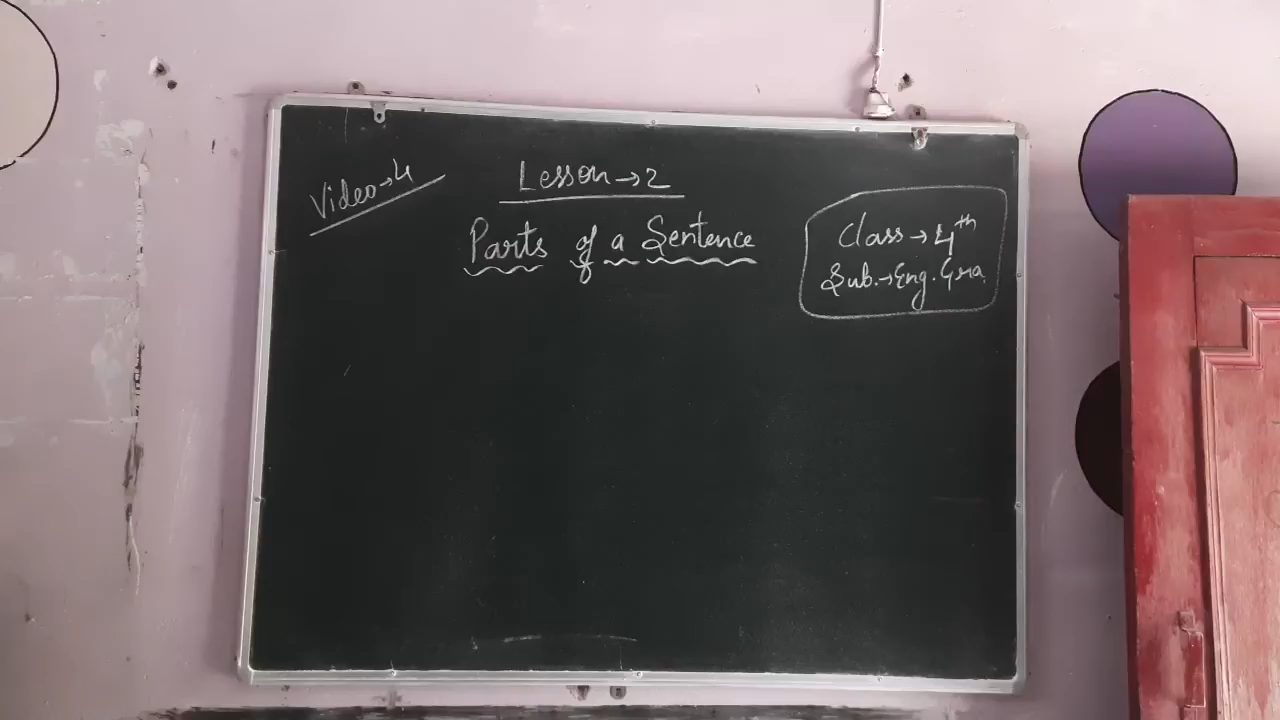 Video→4
Lesson→2
Parts of a Sentence
Class→4th
Sub.→Eng. Gra.